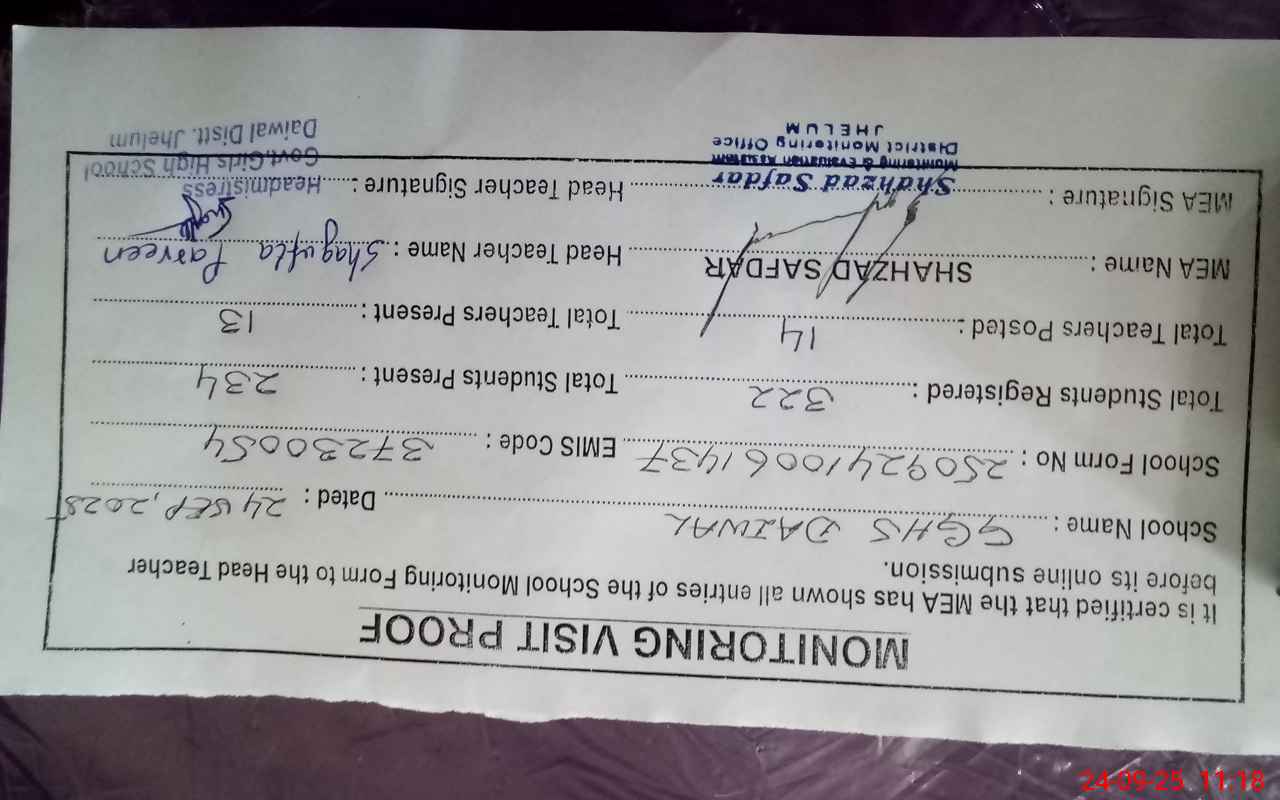 MONITORING VISIT PROOF
It is certified that the MEA has shown all entries of the School Monitoring Form to the Head Teacher
before its online submission.
School Name : GGHS DAIWAL Dated : 24 SEP, 2025
School Form No : 25092410061437 EMIS Code : 37230054
Total Students Registered : 322 Total Students Present : 234
Total Teachers Posted : 14 Total Teachers Present : 13
MEA Name : SHAHZAD SAFDAR Head Teacher Name : Shagufta Parveen
MEA Signature : Head Teacher Signature :
Shahzad Safdar
Monitoring & Evaluation Assistant
District Monitoring Office
JHELUM
Headmistress
Govt.Girls High School
Daiwal Distt. Jhelum
24-09-25 11:18